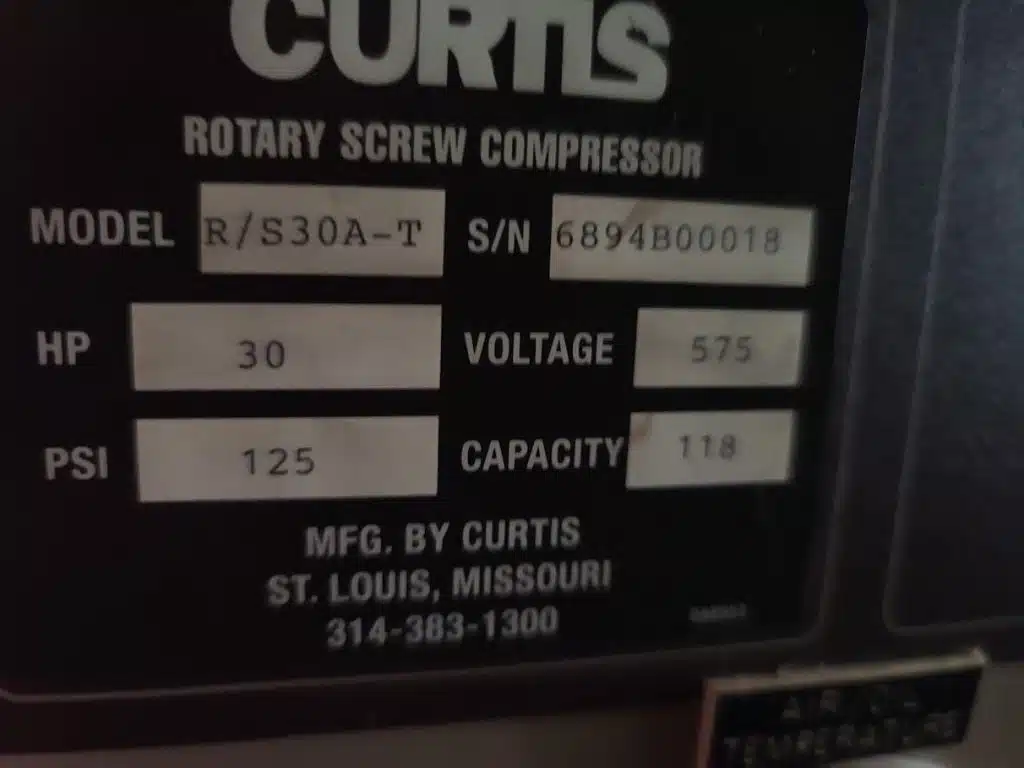 CURTIS
ROTARY SCREW COMPRESSOR
MODEL R/S30A-T S/N 6894B00018
HP 30 VOLTAGE 575
PSI 125 CAPACITY 118
MFG. BY CURTIS
ST. LOUIS, MISSOURI
314-383-1300
TEMPERATURE